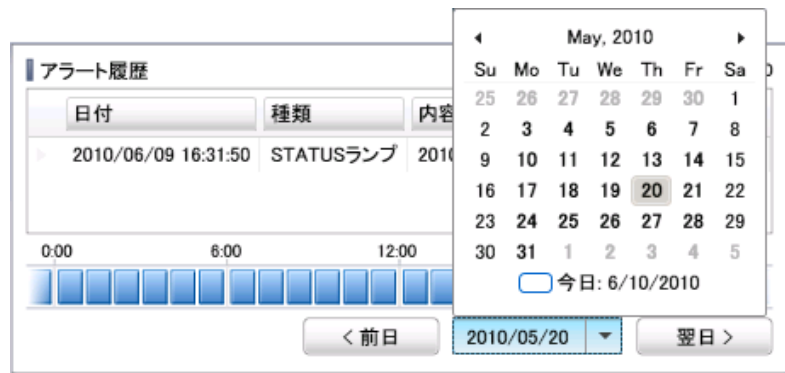 アラート履歴
日付 種類 内容
2010/06/09 16:31:50 STATUSランプ 201
0:00 6:00 12:00
<前日 2010/05/20 翌日>
May, 2010
Su Mo Tu We Th Fr Sa
25 26 27 28 29 30 1
2 3 4 5 6 7 8
9 10 11 12 13 14 15
16 17 18 19 20 21 22
23 24 25 26 27 28 29
30 31 1 2 3 4 5
今日: 6/10/2010